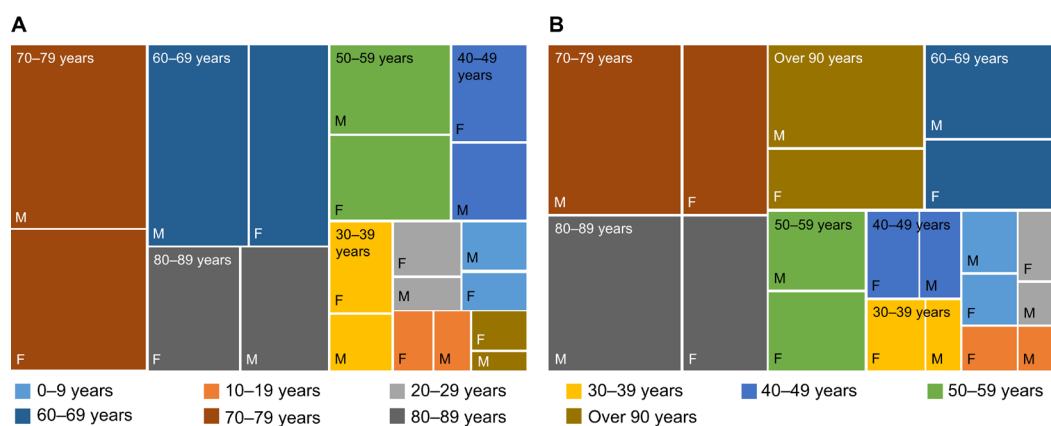 A
70–79 years
M
F
60–69 years
M
F
80–89 years
F
M
50–59 years
M
F
40–49
years
F
M
30–39
years
F
M
F
M
M
F
F
M
F
M
B
70–79 years
M
F
80–89 years
M
F
Over 90 years
M
F
60–69 years
M
F
50–59 years
M
F
40–49 years
F
M
30–39 years
F
M
M
F
F
M
F
M
0–9 years
10–19 years
20–29 years
30–39 years
40–49 years
50–59 years
60–69 years
70–79 years
80–89 years
Over 90 years